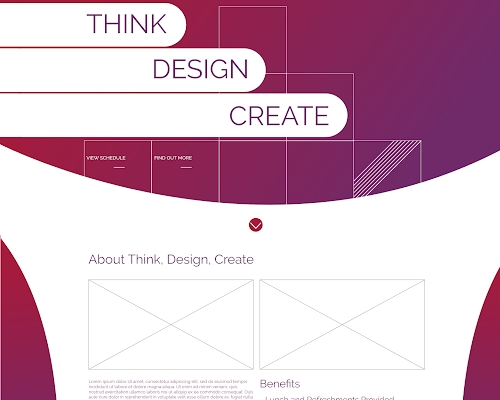 THINK
DESIGN
CREATE
VIEW SCHEDULE
FIND OUT MORE
About Think, Design, Create
Lorem ipsum dolor sit amet, consectetur adipiscing elit, sed do eiusmod tempor
incididunt ut labore et dolore magna aliqua. Ut enim ad minim veniam, quis
nostrud exercitation ullamco laboris nisi ut aliquip ex ea commodo consequat.
Duis aute irure dolor in reprehenderit in voluptate velit esse cillum dolore eu fugiat nulla
Benefits
Lunch and Refreshments Provided